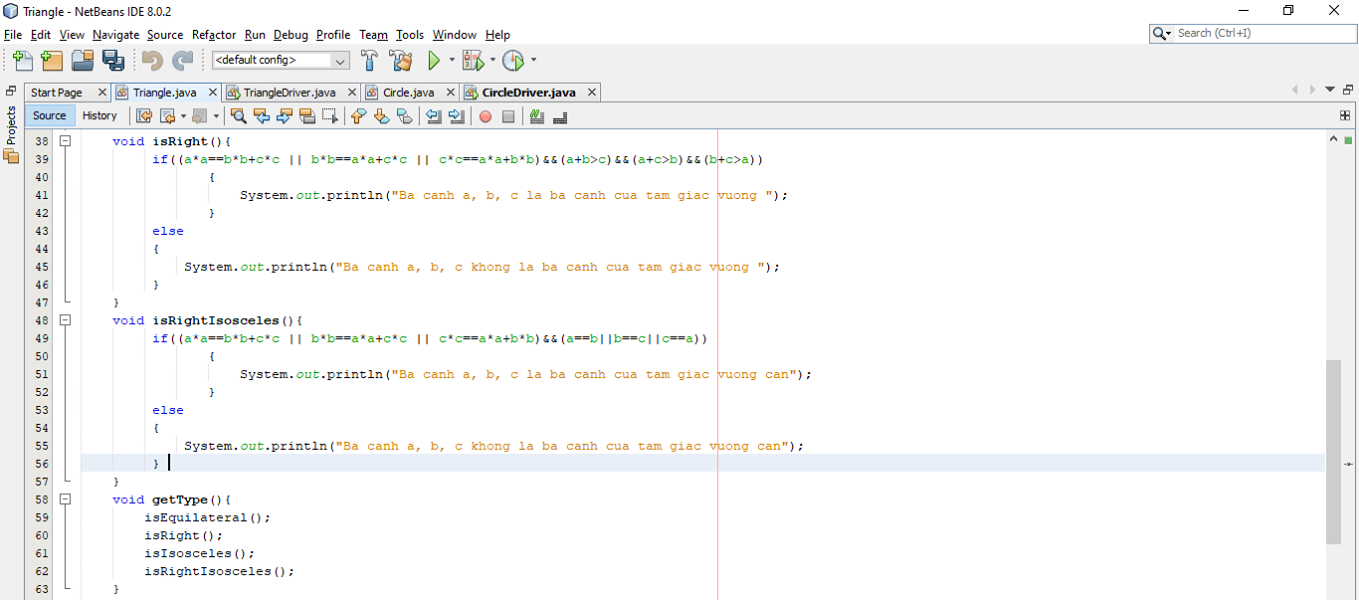 Triangle - NetBeans IDE 8.0.2
File Edit View Navigate Source Refactor Run Debug Profile Team Tools Window Help
Search (Ctrl+I)
<default config>
Start Page Triangle.java TriangleDriver.java Circle.java CircleDriver.java
Projects
Source History
38 void isRight(){
39 if((a*a==b*b+c*c || b*b==a*a+c*c || c*c==a*a+b*b)&&(a+b>c)&&(a+c>b)&&(b+c>a))
40 {
41 System.out.println("Ba canh a, b, c la ba canh cua tam giac vuong ");
42 }
43 else
44 {
45 System.out.println("Ba canh a, b, c khong la ba canh cua tam giac vuong ");
46 }
47 }
48 void isRightIsosceles(){
49 if((a*a==b*b+c*c || b*b==a*a+c*c || c*c==a*a+b*b)&&(a==b||b==c||c==a))
50 {
51 System.out.println("Ba canh a, b, c la ba canh cua tam giac vuong can");
52 }
53 else
54 {
55 System.out.println("Ba canh a, b, c khong la ba canh cua tam giac vuong can");
56 }
57 }
58 void getType(){
59 isEquilateral();
60 isRight();
61 isIsosceles();
62 isRightIsosceles();
63 }